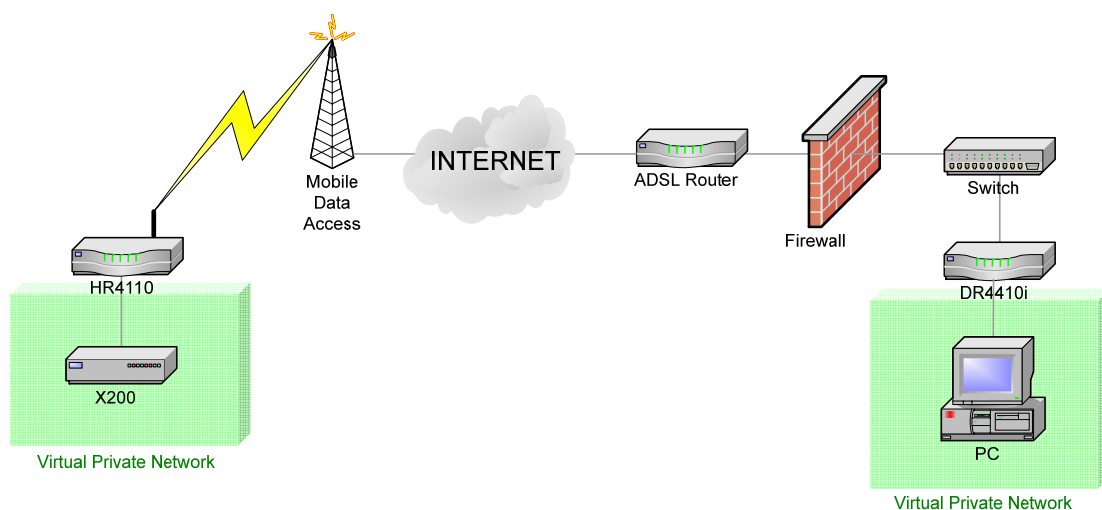 INTERNET
Mobile
Data
Access
ADSL Router
Firewall
Switch
HR4110
DR4410i
X200
PC
Virtual Private Network
Virtual Private Network